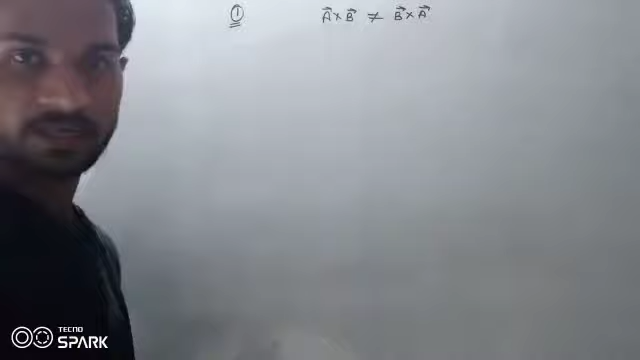 ① A⃗ × B⃗ ≠ B⃗ × A⃗
TECNO
SPARK